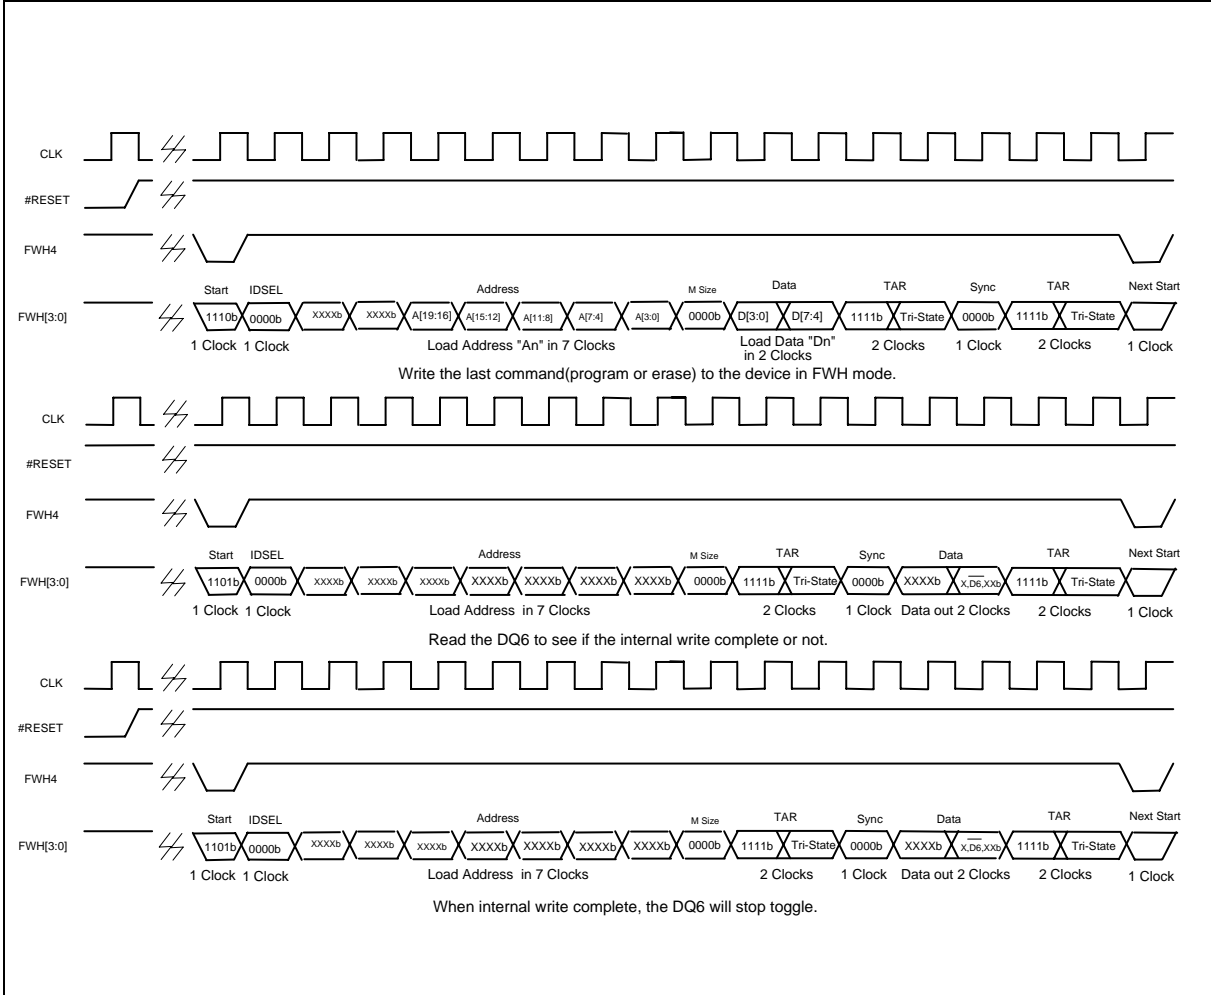 CLK
#RESET
FWH4
Start IDSEL Address M Size Data TAR Sync TAR Next Start
FWH[3:0] 1110b 0000b XXXXb XXXXb A[19:16] A[15:12] A[11:8] A[7:4] A[3:0] 0000b D[3:0] D[7:4] 1111b Tri-State 0000b 1111b Tri-State
1 Clock 1 Clock Load Address "An" in 7 Clocks Load Data "Dn" 2 Clocks 1 Clock 2 Clocks 1 Clock
in 2 Clocks
Write the last command(program or erase) to the device in FWH mode.
CLK
#RESET
FWH4
Start IDSEL Address M Size TAR Sync Data TAR Next Start
FWH[3:0] 1101b 0000b XXXXb XXXXb XXXXb XXXXb XXXXb XXXXb XXXXb 0000b 1111b Tri-State 0000b XXXXb X,D6,XXb 1111b Tri-State
1 Clock 1 Clock Load Address in 7 Clocks 2 Clocks 1 Clock Data out 2 Clocks 2 Clocks 1 Clock
Read the DQ6 to see if the internal write complete or not.
CLK
#RESET
FWH4
Start IDSEL Address M Size TAR Sync Data TAR Next Start
FWH[3:0] 1101b 0000b XXXXb XXXXb XXXXb XXXXb XXXXb XXXXb XXXXb 0000b 1111b Tri-State 0000b XXXXb X,D6,XXb 1111b Tri-State
1 Clock 1 Clock Load Address in 7 Clocks 2 Clocks 1 Clock Data out 2 Clocks 2 Clocks 1 Clock
When internal write complete, the DQ6 will stop toggle.